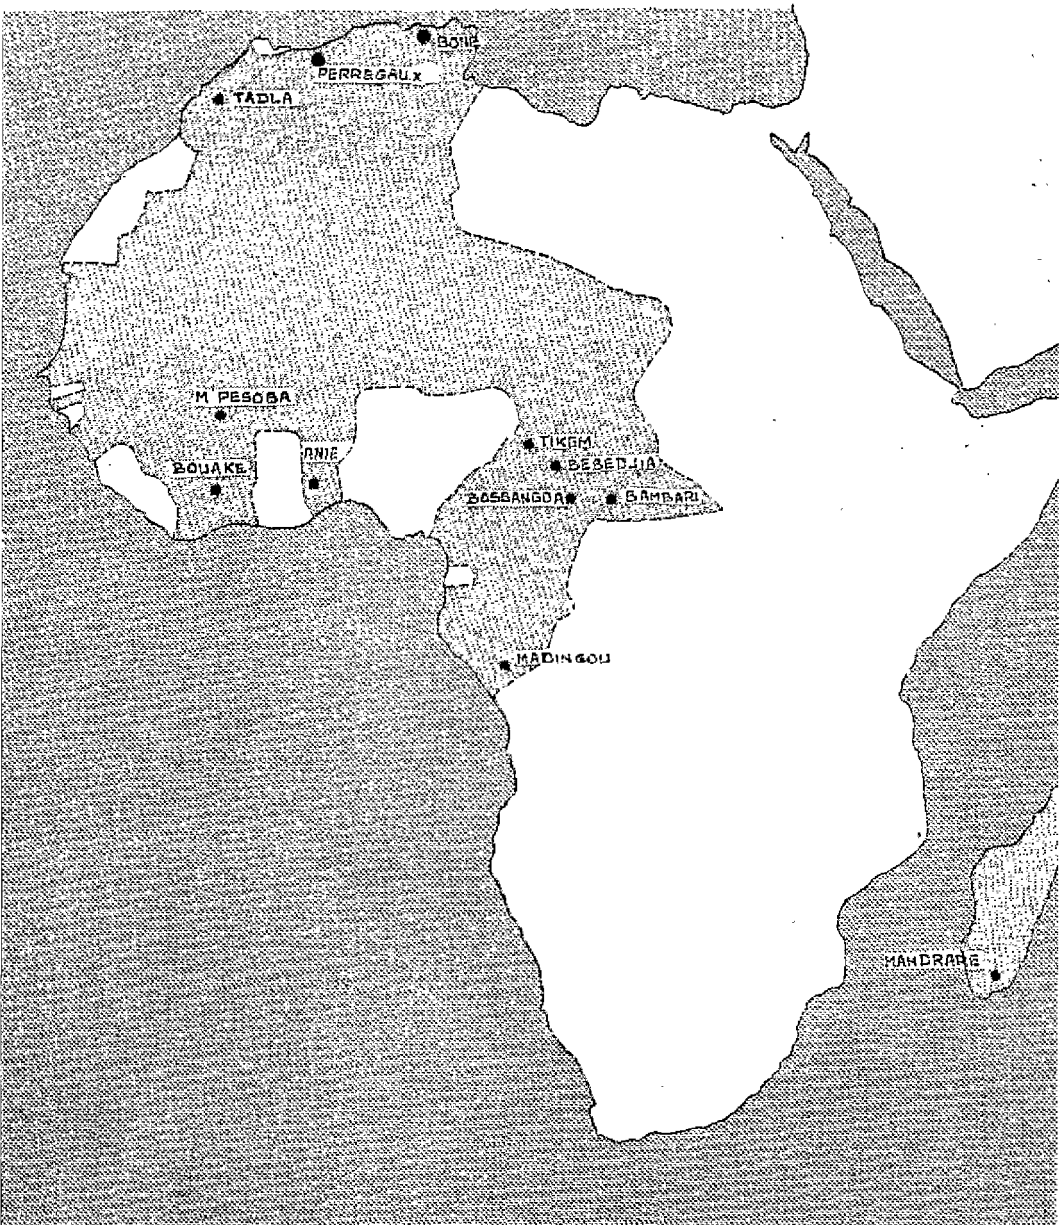 BONE
PERREGAUX
TADLA
M'PESOBA
TIKEM
ANIE
BEBEDJIA
BOUAKE
BOSSANGOA
BAMBARI
MADINGOU
MANDRARE